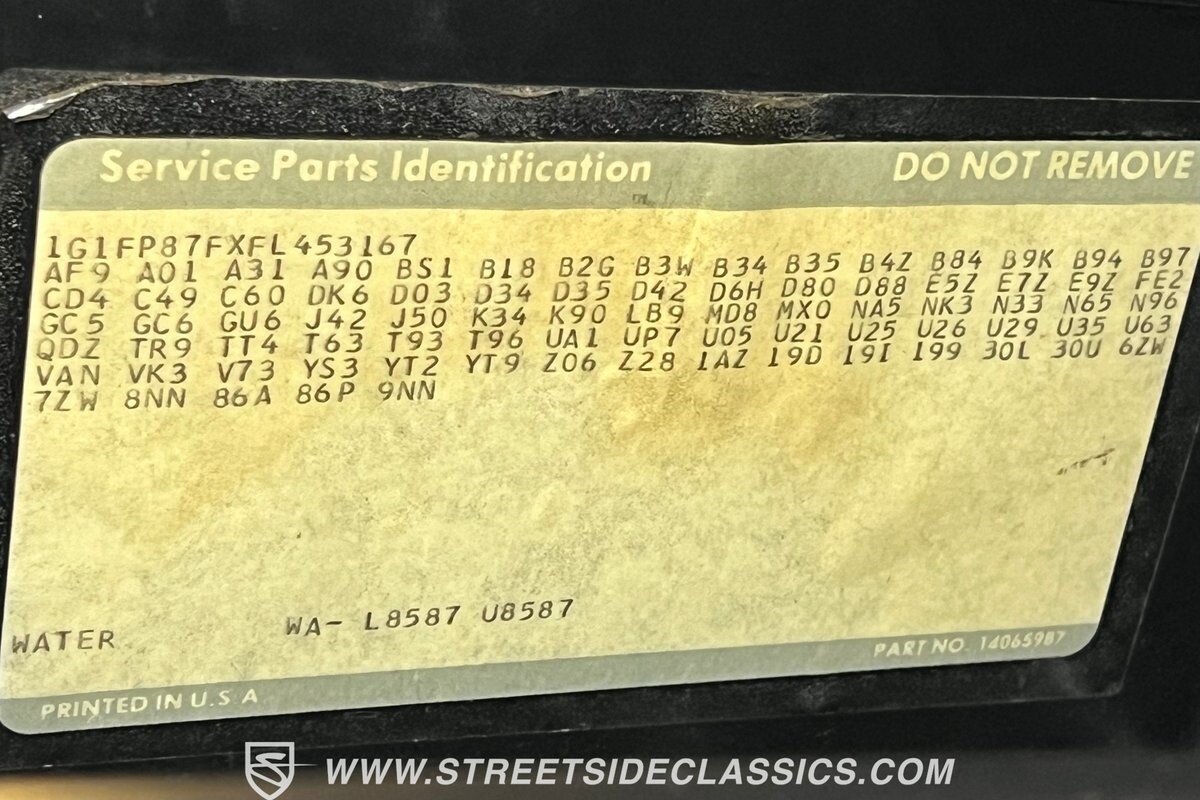 Service Parts Identification DO NOT REMOVE
1G1FP87FXFL453167
AF9 A01 A31 A90 BS1 B18 B2G B3W B34 B35 B4Z B84 B9K B94 B97
CD4 C49 C60 DK6 D03 D34 D35 D42 D6H D80 D88 E5Z E7Z E9Z FE2
GC5 GC6 GU6 J42 J50 K34 K90 LB9 MD8 MX0 NA5 NK3 N33 N65 N96
QDZ TR9 TT4 T63 T93 T96 UA1 UP7 U05 U21 U25 U26 U29 U35 U63
VAN VK3 V73 YS3 YT2 YT9 Z06 Z28 1AZ 19D 19I 199 30L 30U 6ZW
7ZW 8NN 86A 86P 9NN
WATER WA- L8587 U8587
PART NO. 14065987
PRINTED IN U.S A
WWW.STREETSIDECLASSICS.COM